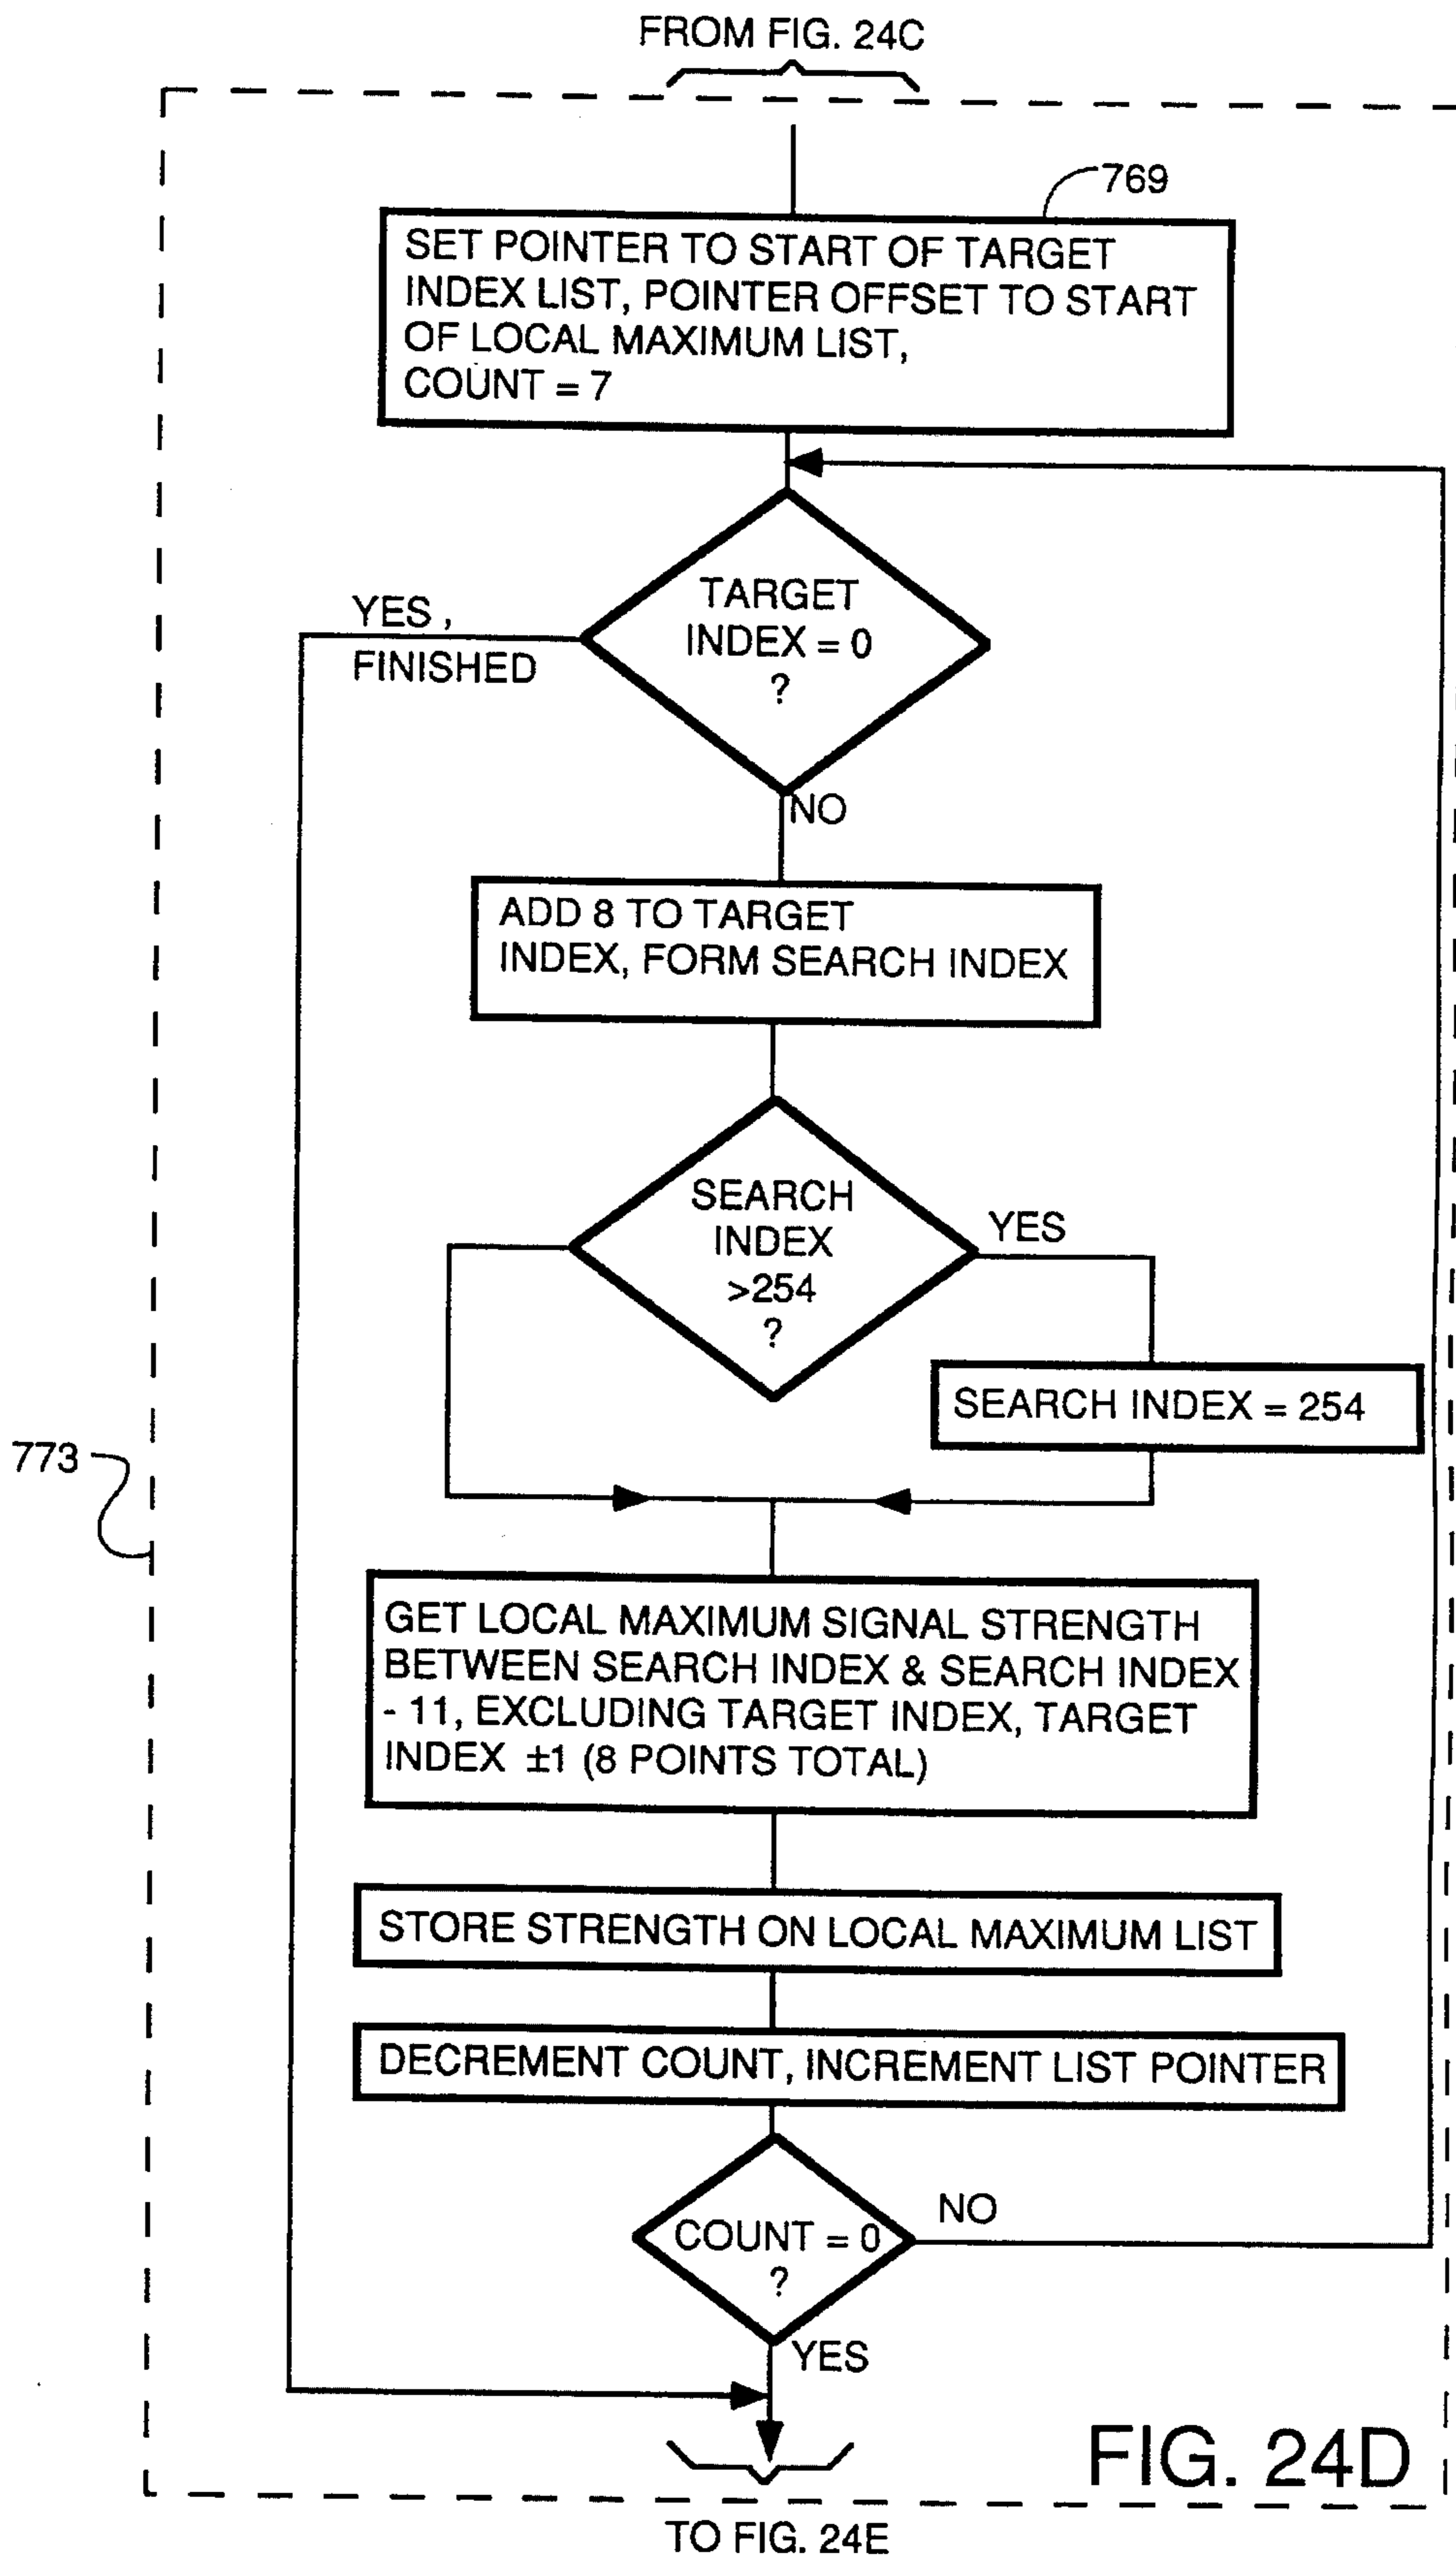 FROM FIG. 24C
769
SET POINTER TO START OF TARGET
INDEX LIST, POINTER OFFSET TO START
OF LOCAL MAXIMUM LIST,
COUNT = 7
TARGET
INDEX = 0
?
YES,
FINISHED
NO
ADD 8 TO TARGET
INDEX, FORM SEARCH INDEX
SEARCH
INDEX
>254
?
YES
SEARCH INDEX = 254
773
GET LOCAL MAXIMUM SIGNAL STRENGTH
BETWEEN SEARCH INDEX & SEARCH INDEX
- 11, EXCLUDING TARGET INDEX, TARGET
INDEX ±1 (8 POINTS TOTAL)
STORE STRENGTH ON LOCAL MAXIMUM LIST
DECREMENT COUNT, INCREMENT LIST POINTER
COUNT = 0
?
NO
YES
FIG. 24D
TO FIG. 24E